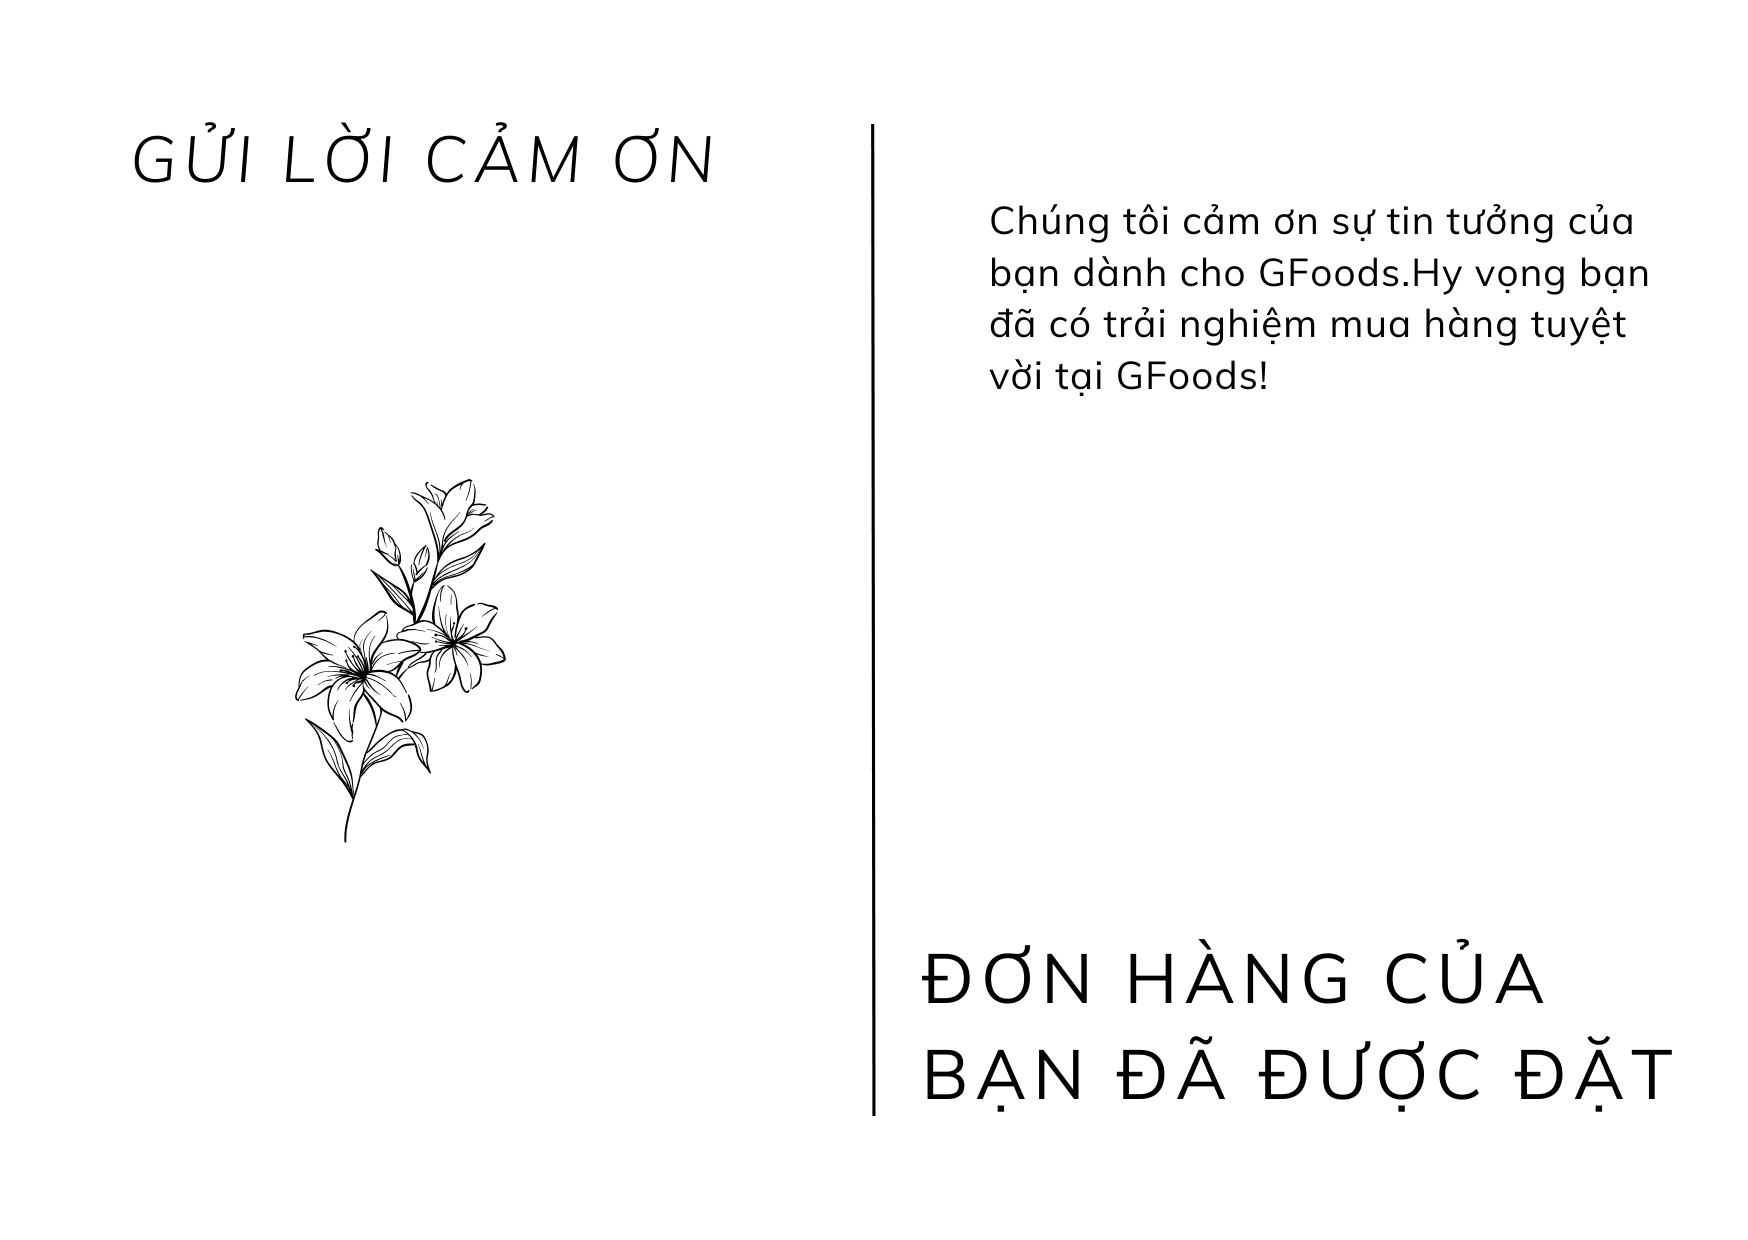 GỬI LỜI CẢM ƠN
Chúng tôi cảm ơn sự tin tưởng của
bạn dành cho GFoods.Hy vọng bạn
đã có trải nghiệm mua hàng tuyệt
vời tại GFoods!
ĐƠN HÀNG CỦA
BẠN ĐÃ ĐƯỢC ĐẶT